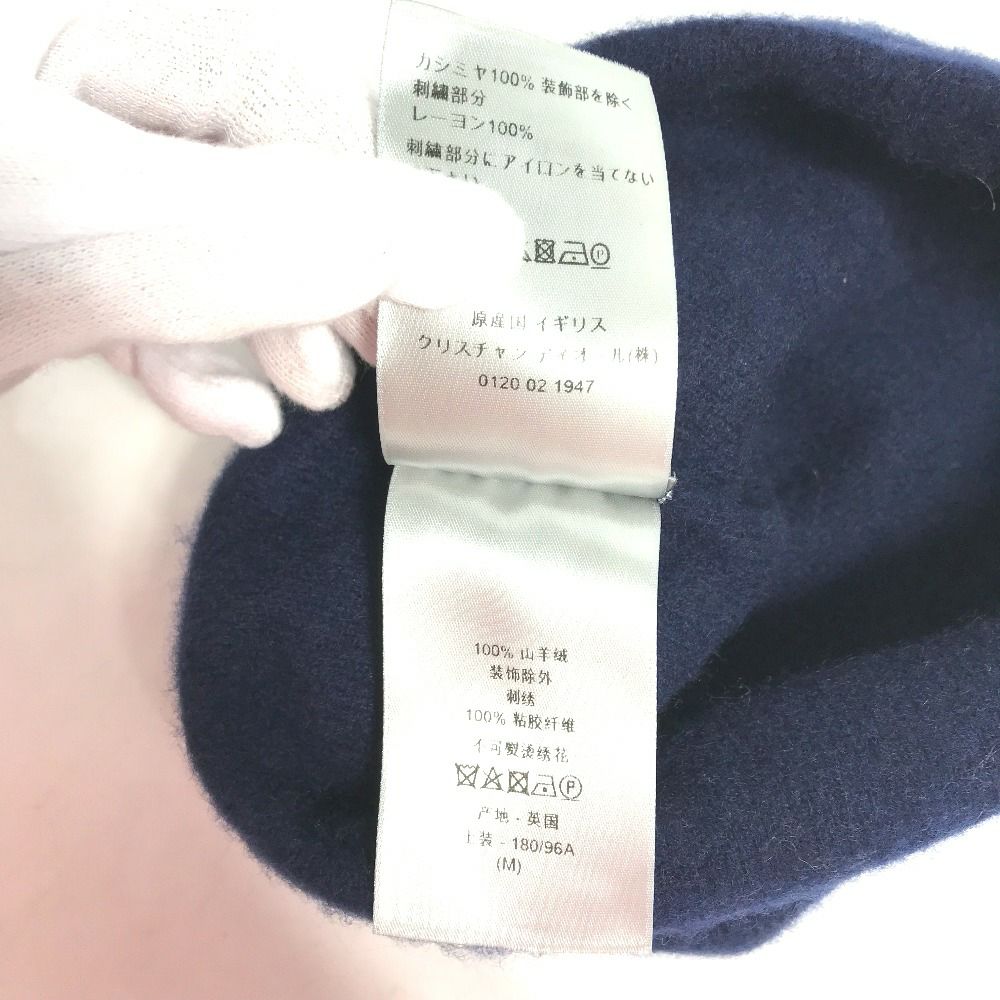 カシミヤ100% 装飾部を除く
刺繍部分
レーヨン100%
刺繍部分にアイロンを当てない
原産国 イギリス
クリスチャン ディオール(株)
0120 02 1947
100% 山羊绒
装饰除外
刺绣
100% 粘胶纤维
不可熨烫绣花
产地 - 英国
上装 - 180/96A
(M)